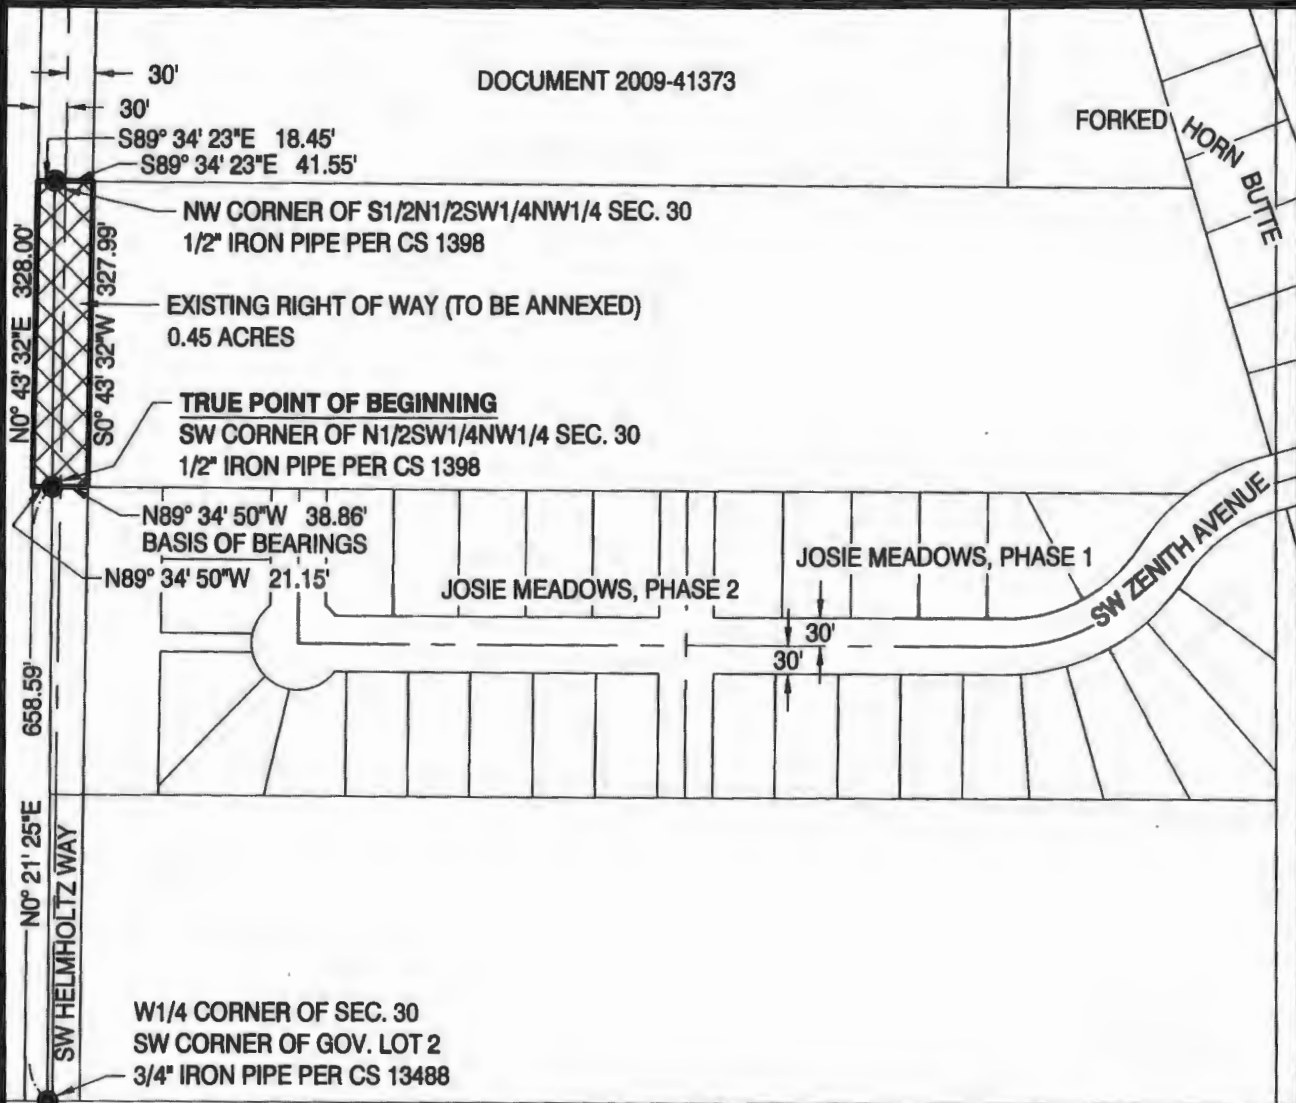 30'
DOCUMENT 2009-41373
30'
FORKED HORN BUTTE
S89° 34' 23"E 18.45'
S89° 34' 23"E 41.55'
NW CORNER OF S1/2N1/2SW1/4NW1/4 SEC. 30
1/2" IRON PIPE PER CS 1398
N0° 43' 32"E 328.00'
S0° 43' 32"W 327.99'
EXISTING RIGHT OF WAY (TO BE ANNEXED)
0.45 ACRES
TRUE POINT OF BEGINNING
SW CORNER OF N1/2SW1/4NW1/4 SEC. 30
1/2" IRON PIPE PER CS 1398
N89° 34' 50"W 38.86'
BASIS OF BEARINGS
N89° 34' 50"W 21.15'
JOSIE MEADOWS, PHASE 2
JOSIE MEADOWS, PHASE 1
SW ZENITH AVENUE
30'
30'
N0° 21' 25"E 658.59'
SW HELMHOLTZ WAY
W1/4 CORNER OF SEC. 30
SW CORNER OF GOV. LOT 2
3/4" IRON PIPE PER CS 13488